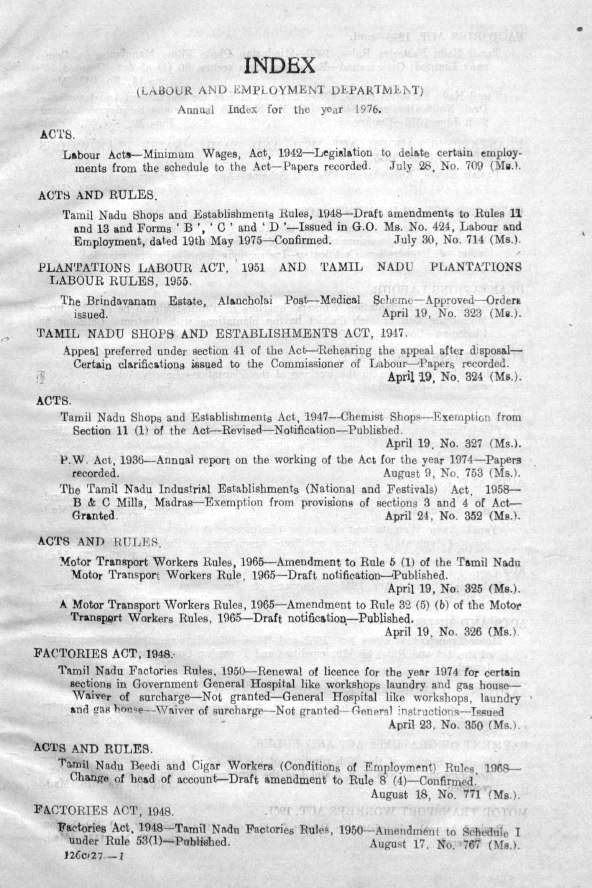 INDEX
(LABOUR AND EMPLOYMENT DEPARTMENT)
Annual Index for the year 1976.
ACTS.
Labour Acts—Minimum Wages, Act, 1942—Legislation to delate certain employ-
ments from the schedule to the Act—Papers recorded. July 28, No. 709 (Ms.).
ACTS AND RULES.
Tamil Nadu Shops and Establishments Rules, 1948—Draft amendments to Rules 11
and 13 and Forms ' B ', ' C ' and ' D '—Issued in G.O. Ms. No. 424, Labour and
Employment, dated 19th May 1975—Confirmed. July 30, No. 714 (Ms.).
PLANTATIONS LABOUR ACT, 1951 AND TAMIL NADU PLANTATIONS
LABOUR RULES, 1955.
The Brindavanam Estate, Alancholai Post—Medical Scheme—Approved—Orders
issued. April 19, No. 323 (Ms.).
TAMIL NADU SHOPS AND ESTABLISHMENTS ACT, 1947.
Appeal preferred under section 41 of the Act—Rehearing the appeal after disposal—
Certain clarifications issued to the Commissioner of Labour—Papers recorded.
April 19, No. 324 (Ms.).
ACTS.
Tamil Nadu Shops and Establishments Act, 1947—Chemist Shops—Exemption from
Section 11 (1) of the Act—Revised—Notification—Published.
April 19, No. 327 (Ms.).
P.W. Act, 1936—Annual report on the working of the Act for the year 1974—Papers
recorded. August 9, No. 753 (Ms.).
The Tamil Nadu Industrial Establishments (National and Festivals) Act, 1958—
B & C Mills, Madras—Exemption from provisions of sections 3 and 4 of Act—
Granted. April 24, No. 352 (Ms.).
ACTS AND RULES.
Motor Transport Workers Rules, 1965—Amendment to Rule 5 (1) of the Tamil Nadu
Motor Transport Workers Rule, 1965—Draft notification—Published.
April 19, No. 325 (Ms.).
A Motor Transport Workers Rules, 1965—Amendment to Rule 32 (5) (b) of the Motor
Transport Workers Rules, 1965—Draft notification—Published.
April 19, No. 326 (Ms.).
FACTORIES ACT, 1948.
Tamil Nadu Factories Rules, 1950—Renewal of licence for the year 1974 for certain
sections in Government General Hospital like workshops laundry and gas house—
Waiver of surcharge—Not granted—General Hospital like workshops, laundry
and gas house—Waiver of surcharge—Not granted—General instructions—Issued
April 23, No. 350 (Ms.).
ACTS AND RULES.
Tamil Nadu Beedi and Cigar Workers (Conditions of Employment) Rules, 1968—
Change of head of account—Draft amendment to Rule 8 (4)—Confirmed.
August 18, No. 771 (Ms.).
FACTORIES ACT, 1948.
Factories Act, 1948—Tamil Nadu Factories Rules, 1950—Amendment to Schedule I
under Rule 53(1)—Published. August 17, No. 767 (Ms.).
126c/27—1